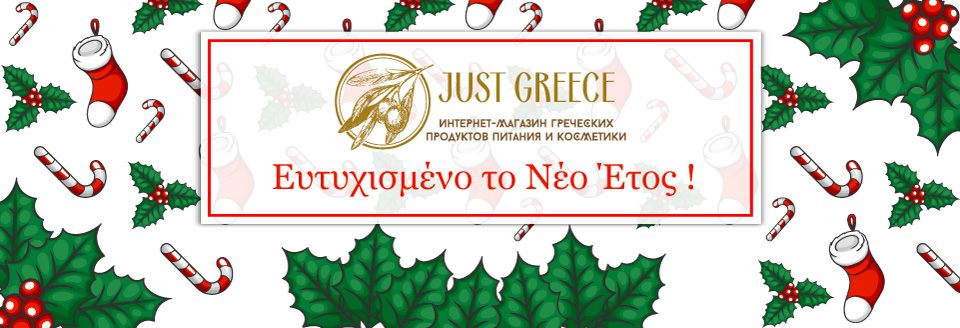 JUST GREECE
ИНТЕРНЕТ-МАГАЗИН ГРЕЧЕСКИХ
ПРОДУКТОВ ПИТАНИЯ И КОСМЕТИКИ
Ευτυχισμένο το Νέο Έτος !